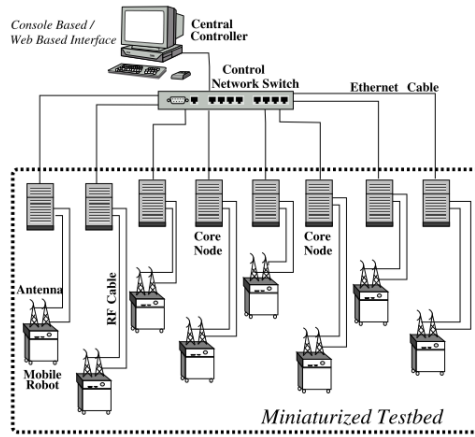 Console Based /
Web Based Interface
Central
Controller
Control
Network Switch
Ethernet Cable
Core
Node
Core
Node
Antenna
RF Cable
Mobile
Robot
Miniaturized Testbed